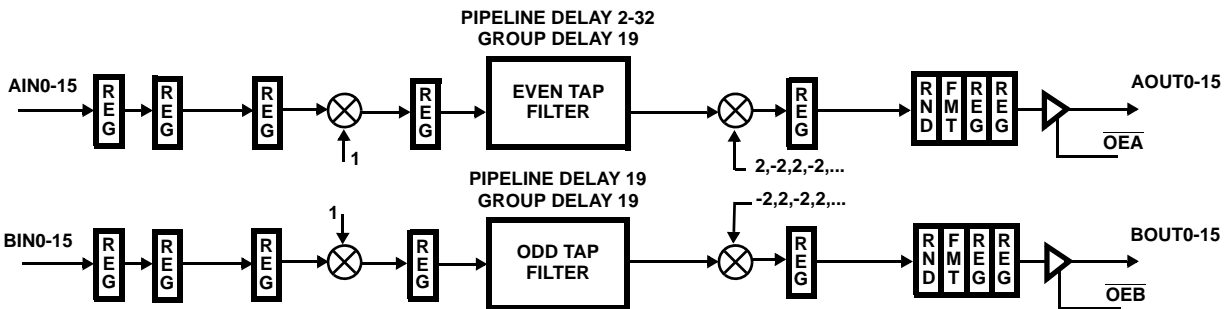 PIPELINE DELAY 2-32
GROUP DELAY 19
AIN0-15
REG
REG
REG
1
REG
EVEN TAP
FILTER
2,-2,2,-2,...
REG
RND
FMT
REG
REG
AOUT0-15
OEA
PIPELINE DELAY 19
GROUP DELAY 19
BIN0-15
REG
REG
REG
1
REG
ODD TAP
FILTER
-2,2,-2,2,...
REG
RND
FMT
REG
REG
BOUT0-15
OEB